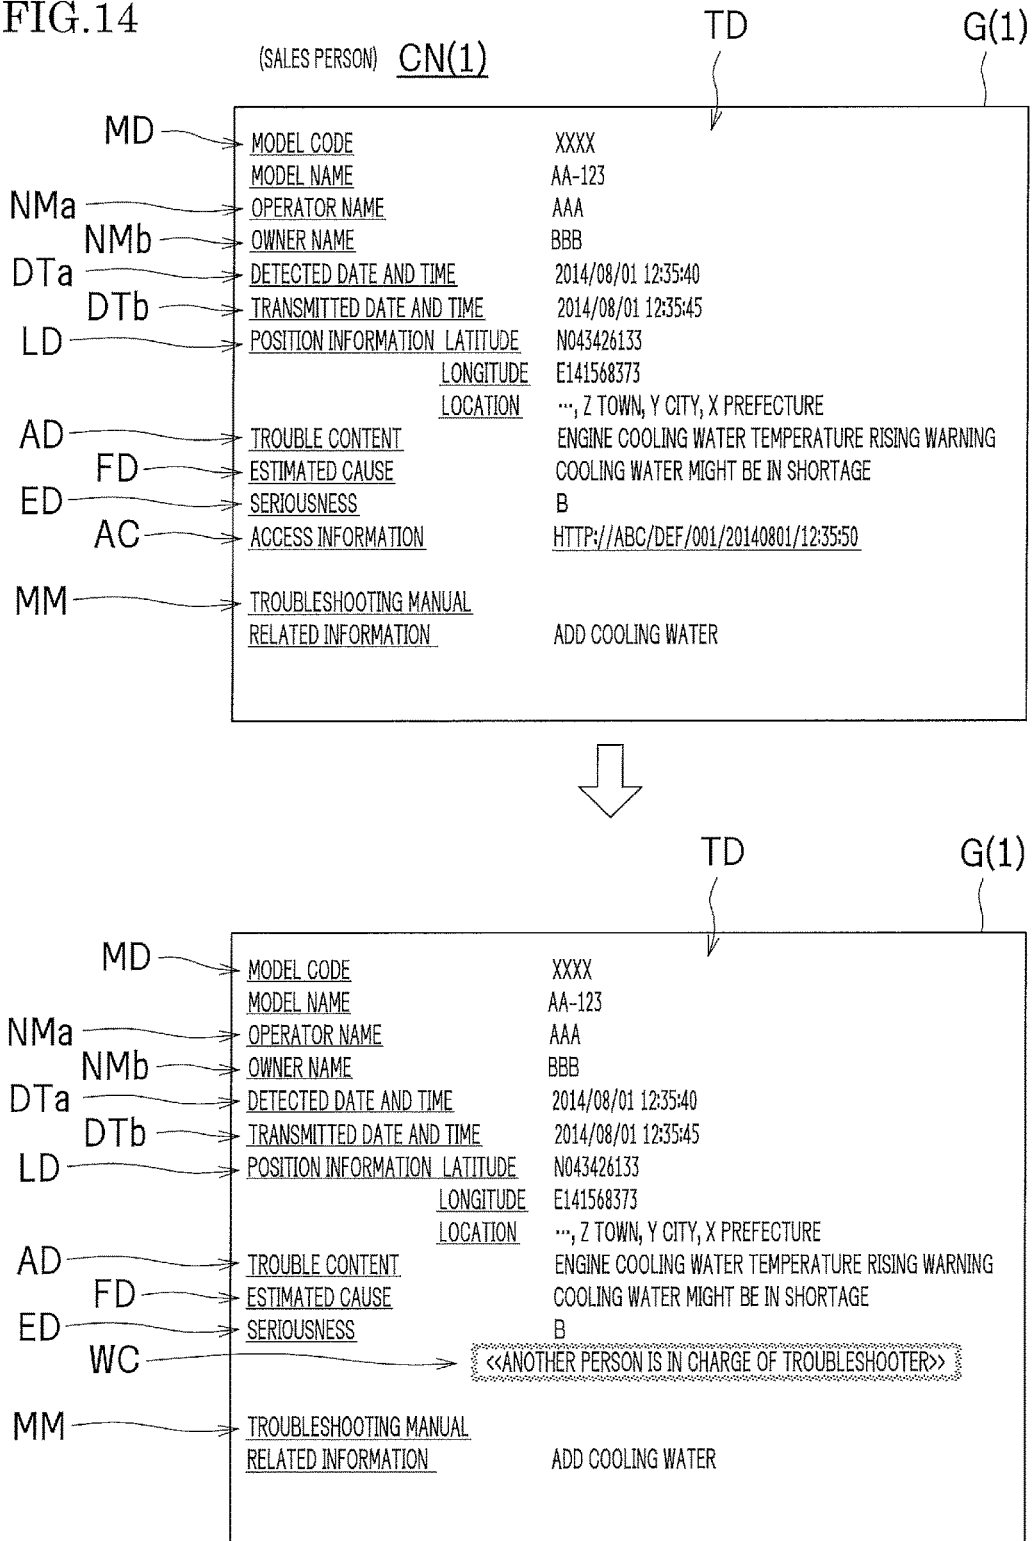 FIG.14
(SALES PERSON) CN(1) TD G(1)
MD MODEL CODE XXXX
MODEL NAME AA-123
NMa OPERATOR NAME AAA
NMb OWNER NAME BBB
DTa DETECTED DATE AND TIME 2014/08/01 12:35:40
DTb TRANSMITTED DATE AND TIME 2014/08/01 12:35:45
LD POSITION INFORMATION LATITUDE N043426133
LONGITUDE E141568373
LOCATION ···, Z TOWN, Y CITY, X PREFECTURE
AD TROUBLE CONTENT ENGINE COOLING WATER TEMPERATURE RISING WARNING
FD ESTIMATED CAUSE COOLING WATER MIGHT BE IN SHORTAGE
ED SERIOUSNESS B
AC ACCESS INFORMATION HTTP://ABC/DEF/001/20140801/12:35:50
MM TROUBLESHOOTING MANUAL
RELATED INFORMATION ADD COOLING WATER
TD G(1)
MD MODEL CODE XXXX
MODEL NAME AA-123
NMa OPERATOR NAME AAA
NMb OWNER NAME BBB
DTa DETECTED DATE AND TIME 2014/08/01 12:35:40
DTb TRANSMITTED DATE AND TIME 2014/08/01 12:35:45
LD POSITION INFORMATION LATITUDE N043426133
LONGITUDE E141568373
LOCATION ···, Z TOWN, Y CITY, X PREFECTURE
AD TROUBLE CONTENT ENGINE COOLING WATER TEMPERATURE RISING WARNING
FD ESTIMATED CAUSE COOLING WATER MIGHT BE IN SHORTAGE
ED SERIOUSNESS B
WC <<ANOTHER PERSON IS IN CHARGE OF TROUBLESHOOTER>>
MM TROUBLESHOOTING MANUAL
RELATED INFORMATION ADD COOLING WATER